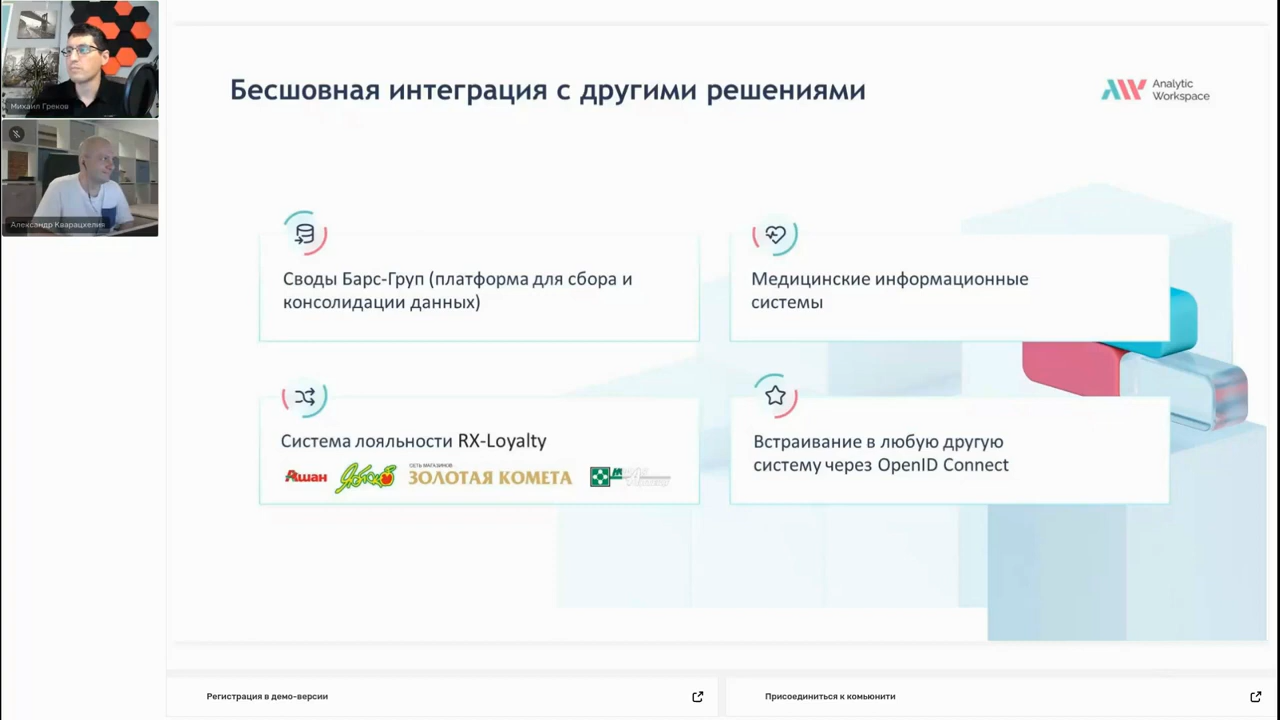 Михаил Греков
Александр Кварацхелия
Бесшовная интеграция с другими решениями
Analytic
Workspace
Своды Барс-Груп (платформа для сбора и
консолидации данных)
Медицинские информационные
системы
Система лояльности RX-Loyalty
Ашан
Яблоко
СЕТЬ МАГАЗИНОВ
ЗОЛОТАЯ КОМЕТА
Встраивание в любую другую
систему через OpenID Connect
Регистрация в демо-версии
Присоединиться к комьюнити